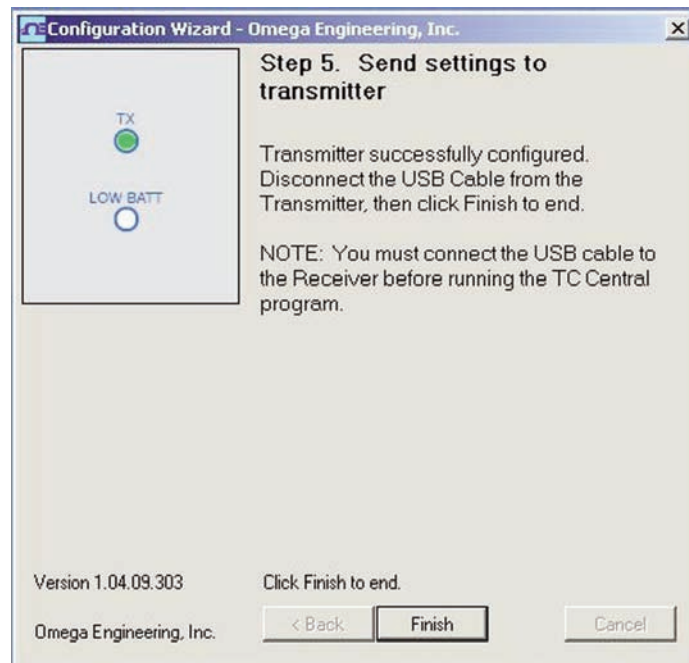 Configuration Wizard - Omega Engineering, Inc.
Step 5. Send settings to
transmitter
TX
LOW BATT
Transmitter successfully configured.
Disconnect the USB Cable from the
Transmitter, then click Finish to end.
NOTE: You must connect the USB cable to
the Receiver before running the TC Central
program.
Version 1.04.09.303
Click Finish to end.
Omega Engineering, Inc.
< Back
Finish
Cancel